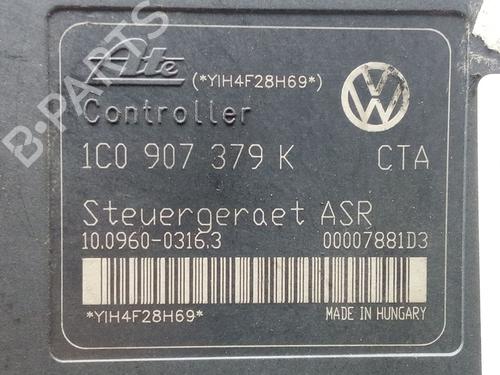 Ate (*YIH4F28H69*)
Controller
1C0 907 379 K CTA
Steuergeraet ASR
10.0960-0316.3 00007881D3
*YIH4F28H69* MADE IN HUNGARY
B-PARTS